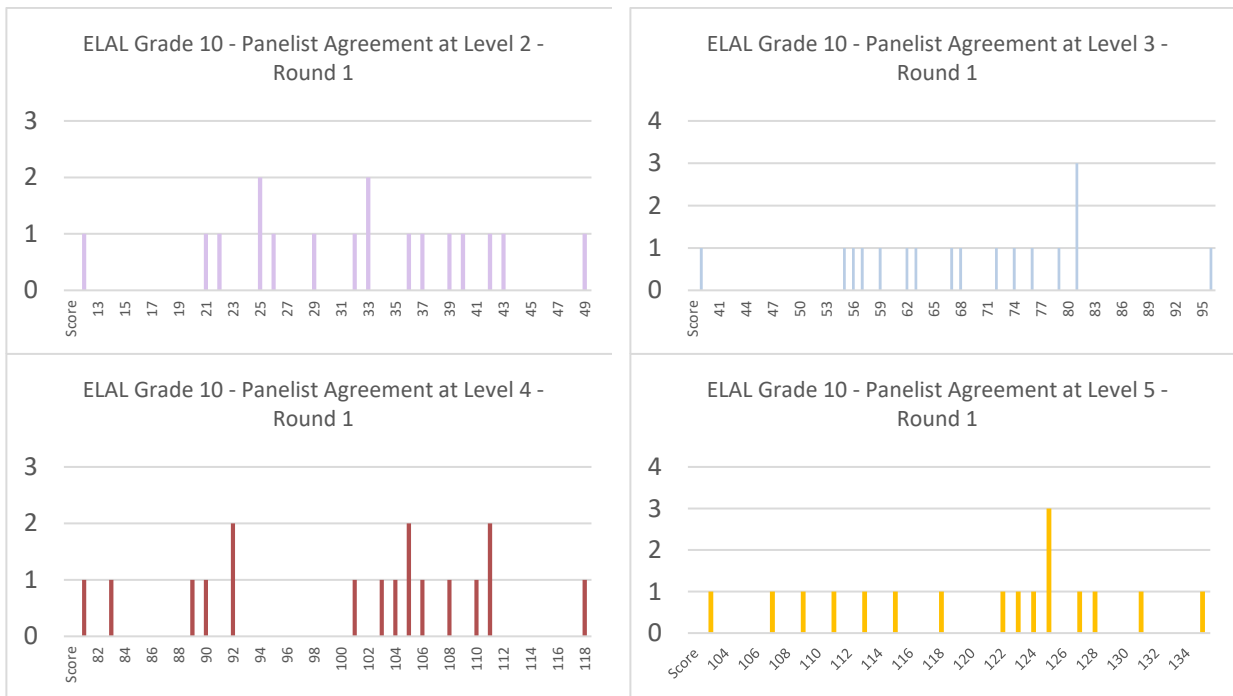 ELAL Grade 10 - Panelist Agreement at Level 2 -
Round 1
3
2
1
0
Score 13 15 17 19 21 23 25 27 29 31 33 35 37 39 41 43 45 47 49
ELAL Grade 10 - Panelist Agreement at Level 3 -
Round 1
4
3
2
1
0
Score 41 44 47 50 53 56 59 62 65 68 71 74 77 80 83 86 89 92 95
ELAL Grade 10 - Panelist Agreement at Level 4 -
Round 1
3
2
1
0
Score 82 84 86 88 90 92 94 96 98 100 102 104 106 108 110 112 114 116 118
ELAL Grade 10 - Panelist Agreement at Level 5 -
Round 1
4
3
2
1
0
Score 104 106 108 110 112 114 116 118 120 122 124 126 128 130 132 134